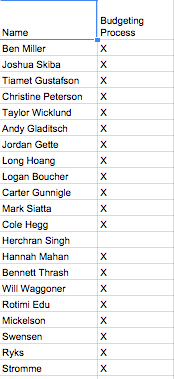 Budgeting
Name Process
Ben Miller X
Joshua Skiba X
Tiamet Gustafson X
Christine Peterson X
Taylor Wicklund X
Andy Gladitsch X
Jordan Gette X
Long Hoang X
Logan Boucher X
Carter Gunnigle X
Mark Siatta X
Cole Hegg X
Herchran Singh
Hannah Mahan X
Bennett Thrash X
Will Waggoner X
Rotimi Edu X
Mickelson X
Swensen X
Ryks X
Stromme X